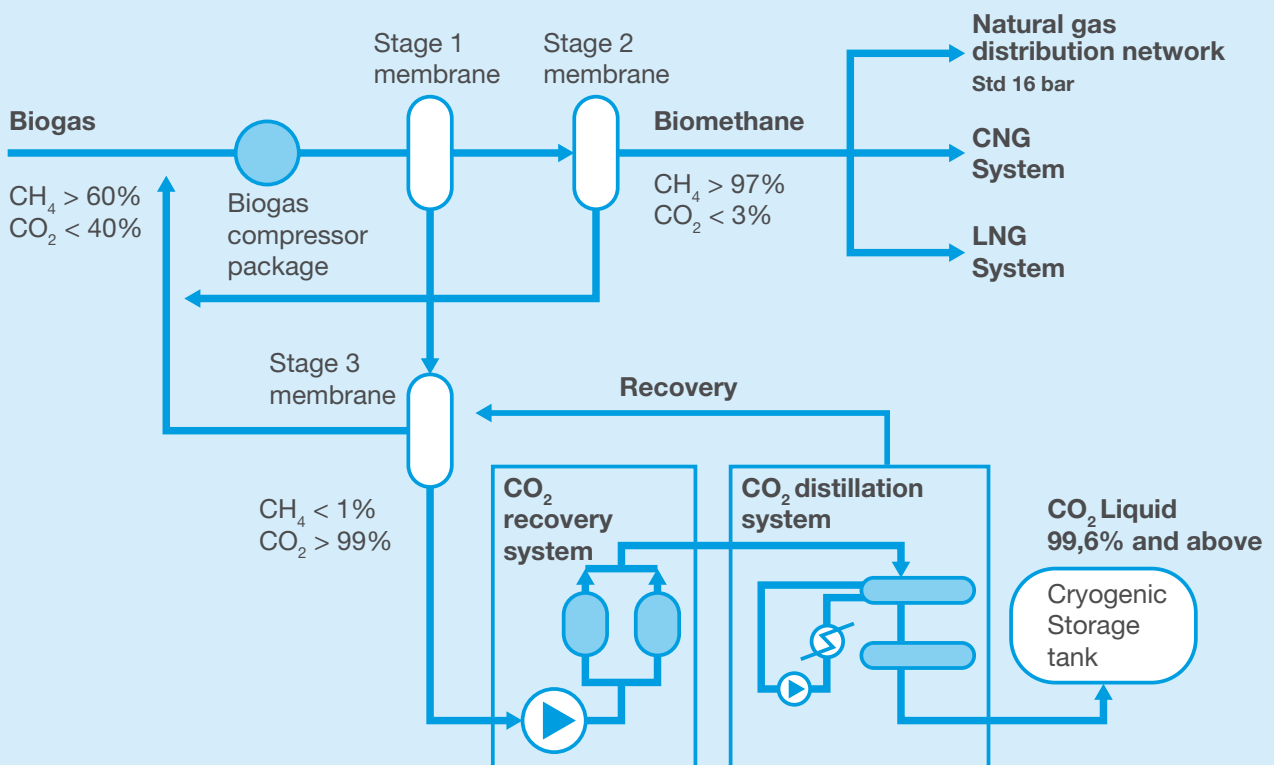 Stage 1
membrane
Stage 2
membrane
Natural gas
distribution network
Std 16 bar
Biogas
Biomethane
CNG
System
CH₄ > 60%
CO₂ < 40%
Biogas
compressor
package
CH₄ > 97%
CO₂ < 3%
LNG
System
Stage 3
membrane
Recovery
CH₄ < 1%
CO₂ > 99%
CO₂
recovery
system
CO₂ distillation
system
CO₂ Liquid
99,6% and above
Cryogenic
Storage
tank